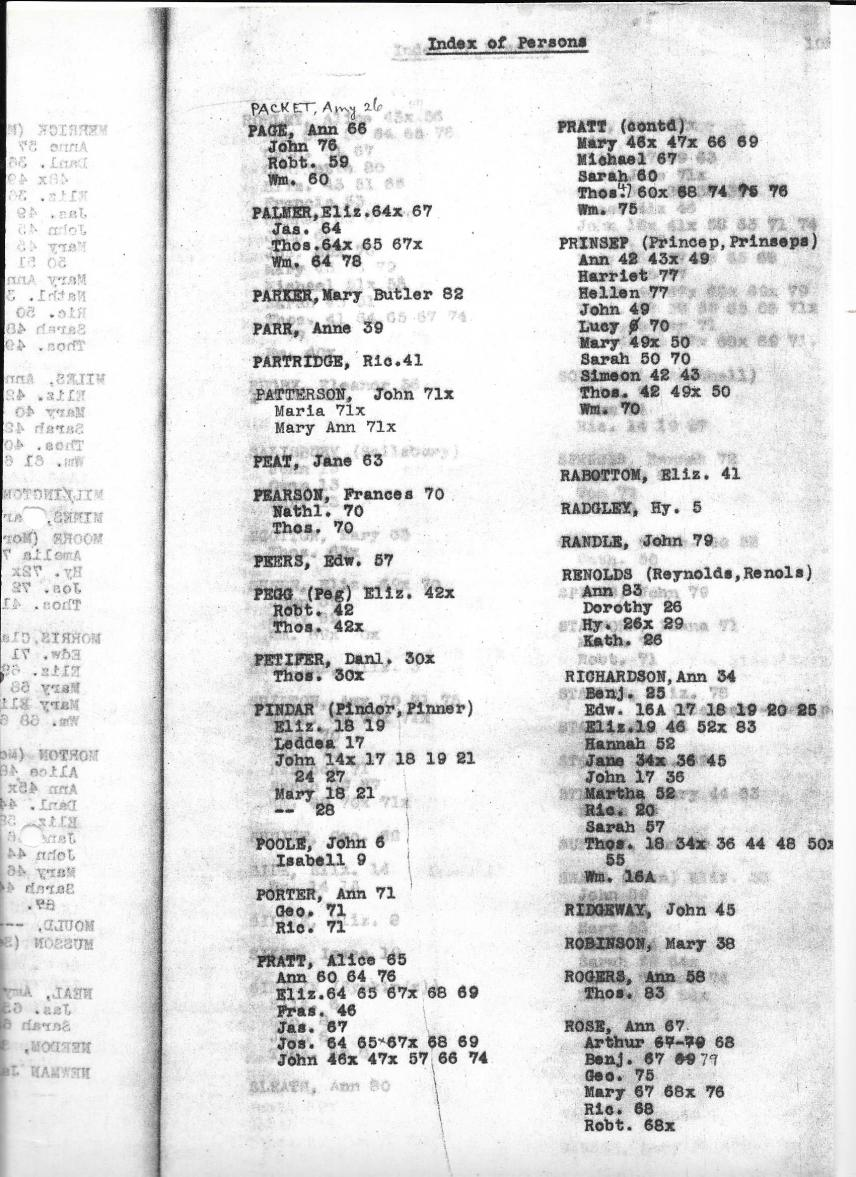 Index of Persons
PACKET, Amy 26
PAGE, Ann 66
John 76
Robt. 59
Wm. 60
PALMER,Eliz.64x 67
Jas. 64
Thos.64x 65 67x
Wm. 64 78
PARKER,Mary Butler 82
PARR, Anne 39
PARTRIDGE, Ric.41
PATTERSON, John 71x
Maria 71x
Mary Ann 71x
PEAT, Jane 63
PEARSON, Frances 70
Nathl. 70
Thos. 70
PEERS, Edw. 57
PEGG (Peg) Eliz. 42x
Robt. 42
Thos. 42x
PETIFER, Danl. 30x
Thos. 30x
PINDAR (Pindor,Pinner)
Eliz. 18 19
Leddea 17
John 14x 17 18 19 21
24 27
Mary 18 21
-- 28
POOLE, John 6
Isabell 9
PORTER, Ann 71
Geo. 71
Ric. 71
PRATT, Alice 65
Ann 60 64 76
Eliz.64 65 67x 68 69
Fras. 46
Jas. 67
Jos. 64 65 67x 68 69
John 46x 47x 57 66 74
PRATT (contd)
Mary 46x 47x 66 69
Michael 67
Sarah 60
Thos. 47 60x 68 74 75 76
Wm. 75
PRINSEP (Princep,Prinseps)
Ann 42 43x 49
Harriet 77
Hellen 77
John 49
Lucy 70
Mary 49x 50
Sarah 50 70
Simeon 42 43
Thos. 42 49x 50
Wm. 70
RABOTTOM, Eliz. 41
RADGLEY, Hy. 5
RANDLE, John 79
RENOLDS (Reynolds,Renols)
Ann 83
Dorothy 26
Hy. 26x 29
Kath. 26
RICHARDSON,Ann 34
Benj. 25
Edw. 16A 17 18 19 20 25
Eliz.19 46 52x 83
Hannah 52
Jane 34x 36 45
John 17 36
Martha 52
Ric. 20
Sarah 57
Thos. 18 34x 36 44 48 50x
55
Wm. 16A
RIDGEWAY, John 45
ROBINSON, Mary 38
ROGERS, Ann 58
Thos. 83
ROSE, Ann 67
Arthur 67-70 68
Benj. 67 69 79
Geo. 75
Mary 67 68x 76
Ric. 68
Robt. 68x